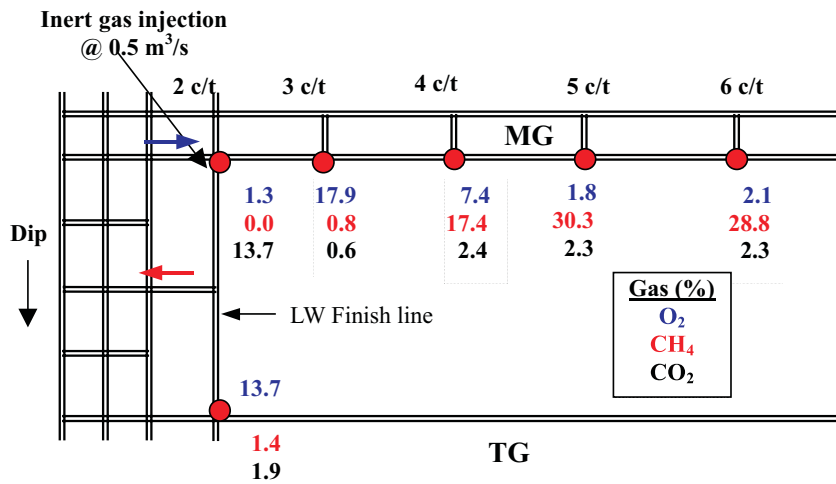 Inert gas injection
@ 0.5 m³/s
2 c/t 3 c/t 4 c/t 5 c/t 6 c/t
MG
1.3 17.9 7.4 1.8 2.1
0.0 0.8 17.4 30.3 28.8
13.7 0.6 2.4 2.3 2.3
Dip
Gas (%)
O₂
CH₄
CO₂
LW Finish line
13.7
1.4
1.9
TG